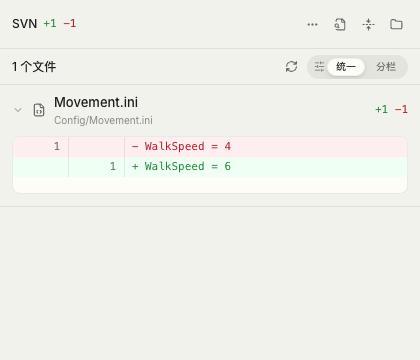 SVN +1 −1
1 个文件
统一 分栏
Movement.ini
+1 −1
Config/Movement.ini
1 − WalkSpeed = 4
1 + WalkSpeed = 6